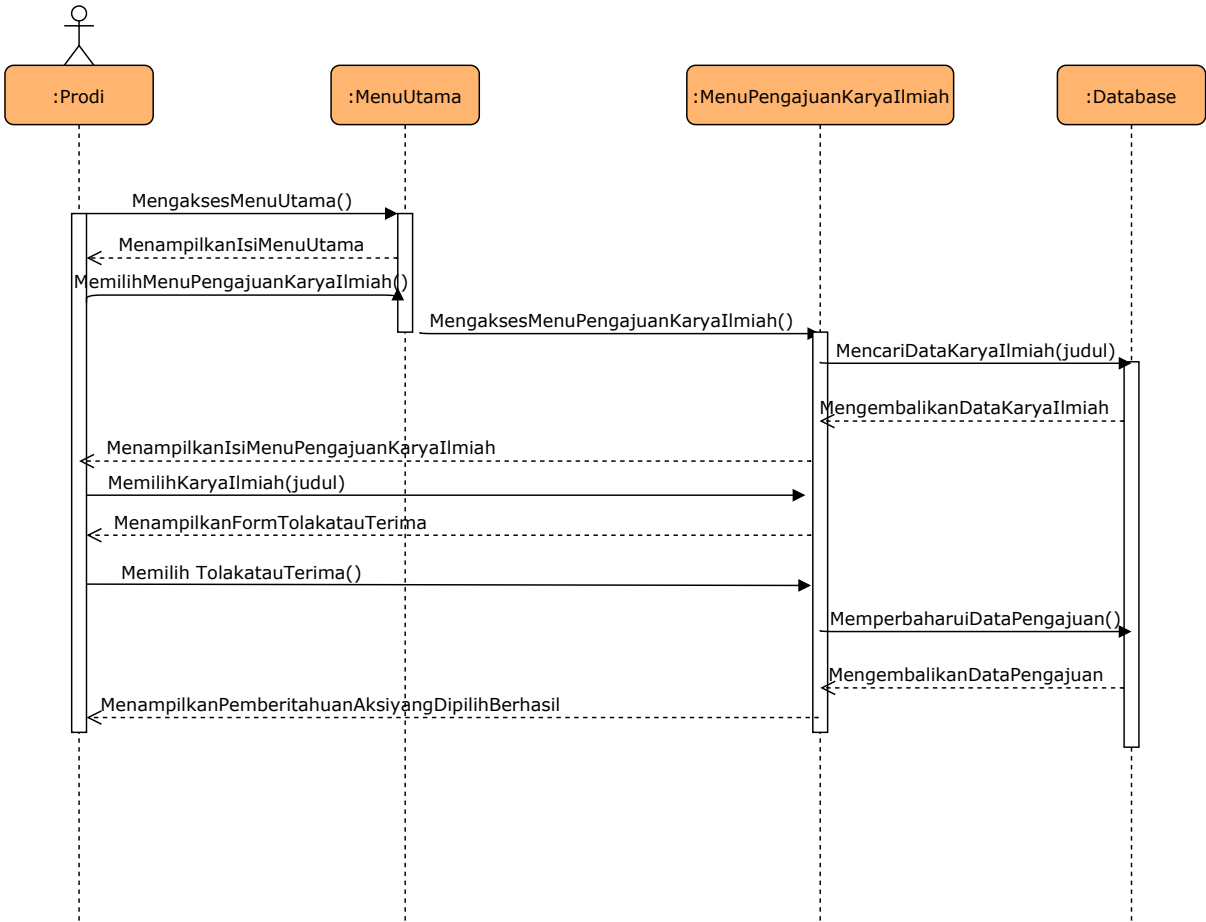 :Prodi
:MenuUtama
:MenuPengajuanKaryaIlmiah
:Database
MengaksesMenuUtama()
MenampilkanIsiMenuUtama
MemilihMenuPengajuanKaryaIlmiah()
MengaksesMenuPengajuanKaryaIlmiah()
MencariDataKaryaIlmiah(judul)
MengembalikanDataKaryaIlmiah
MenampilkanIsiMenuPengajuanKaryaIlmiah
MemilihKaryaIlmiah(judul)
MenampilkanFormTolakatauTerima
Memilih TolakatauTerima()
MemperbaharuiDataPengajuan()
MengembalikanDataPengajuan
MenampilkanPemberitahuanAksiyangDipilihBerhasil